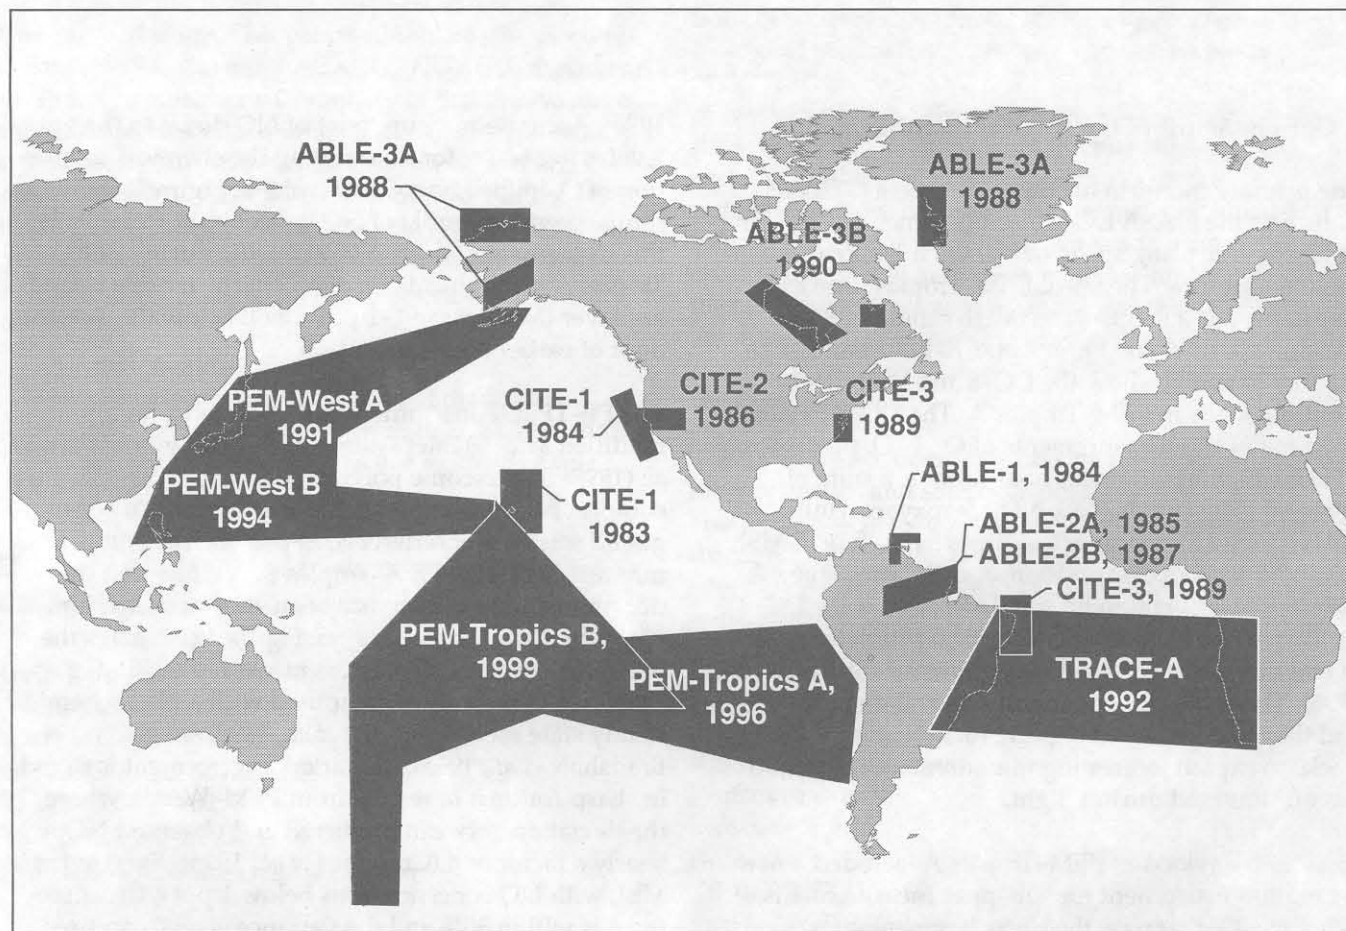 ABLE-3A
1988
ABLE-3A
1988
ABLE-3B
1990
PEM-West A
1991
CITE-1
1984
CITE-2
1986
CITE-3
1989
PEM-West B
1994
CITE-1
1983
ABLE-1, 1984
ABLE-2A, 1985
ABLE-2B, 1987
CITE-3, 1989
PEM-Tropics B,
1999
PEM-Tropics A,
1996
TRACE-A
1992